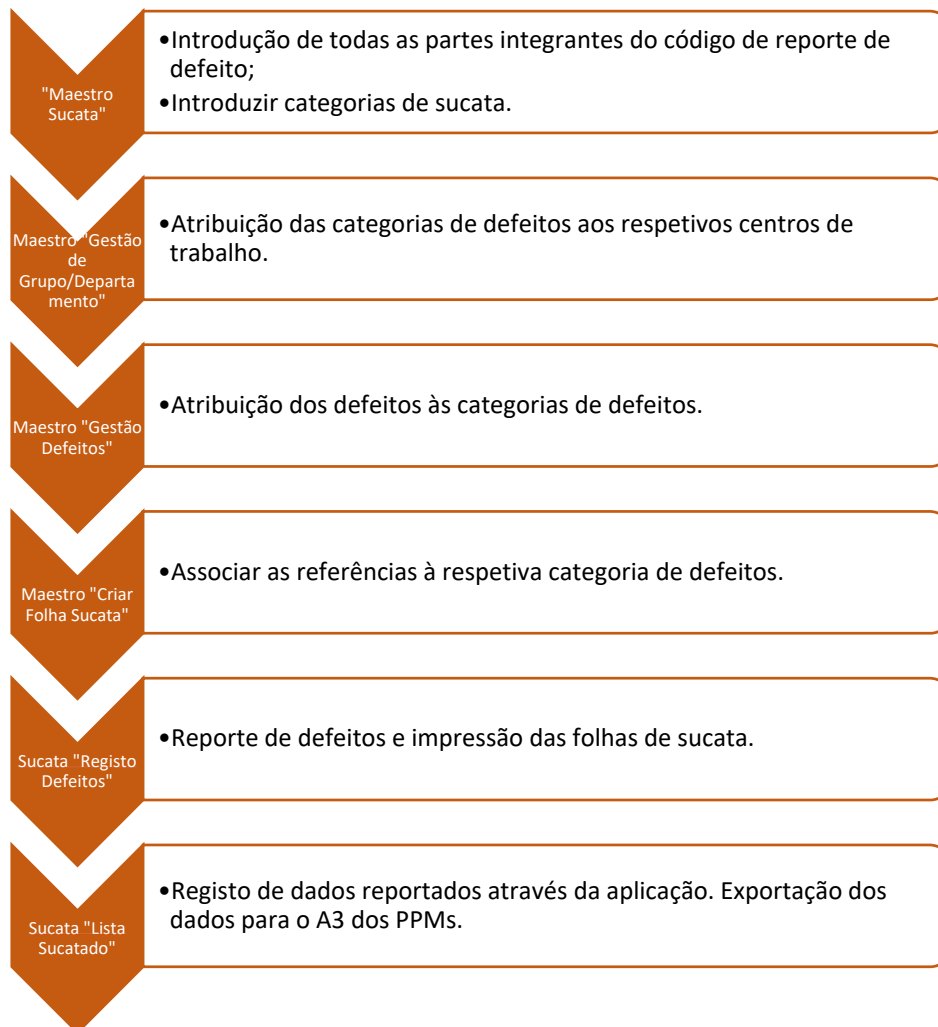 "Maestro
Sucata"
•Introdução de todas as partes integrantes do código de reporte de
defeito;
•Introduzir categorias de sucata.
Maestro "Gestão
de
Grupo/Departa
mento"
•Atribuição das categorias de defeitos aos respetivos centros de
trabalho.
Maestro "Gestão
Defeitos"
•Atribuição dos defeitos às categorias de defeitos.
Maestro "Criar
Folha Sucata"
•Associar as referências à respetiva categoria de defeitos.
Sucata "Registo
Defeitos"
•Reporte de defeitos e impressão das folhas de sucata.
Sucata "Lista
Sucatado"
•Registo de dados reportados através da aplicação. Exportação dos
dados para o A3 dos PPMs.